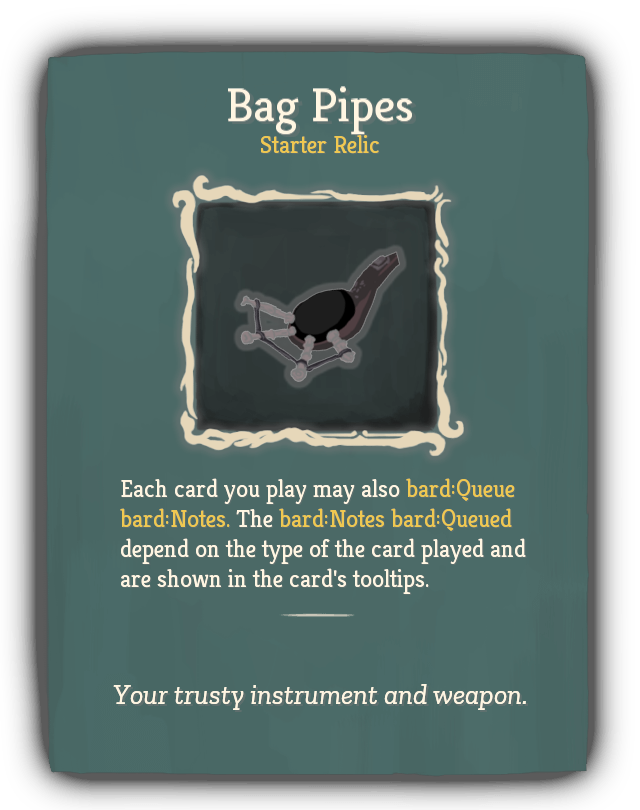 Bag Pipes
Starter Relic
Each card you play may also bard:Queue
bard:Notes. The bard:Notes bard:Queued
depend on the type of the card played and
are shown in the card's tooltips.
Your trusty instrument and weapon.